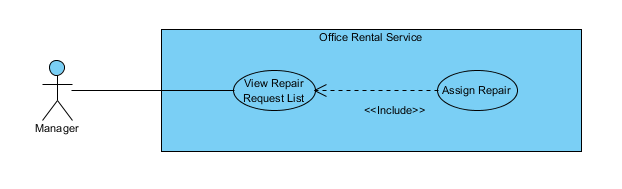 Office Rental Service
View Repair
Request List
Assign Repair
<<Include>>
Manager